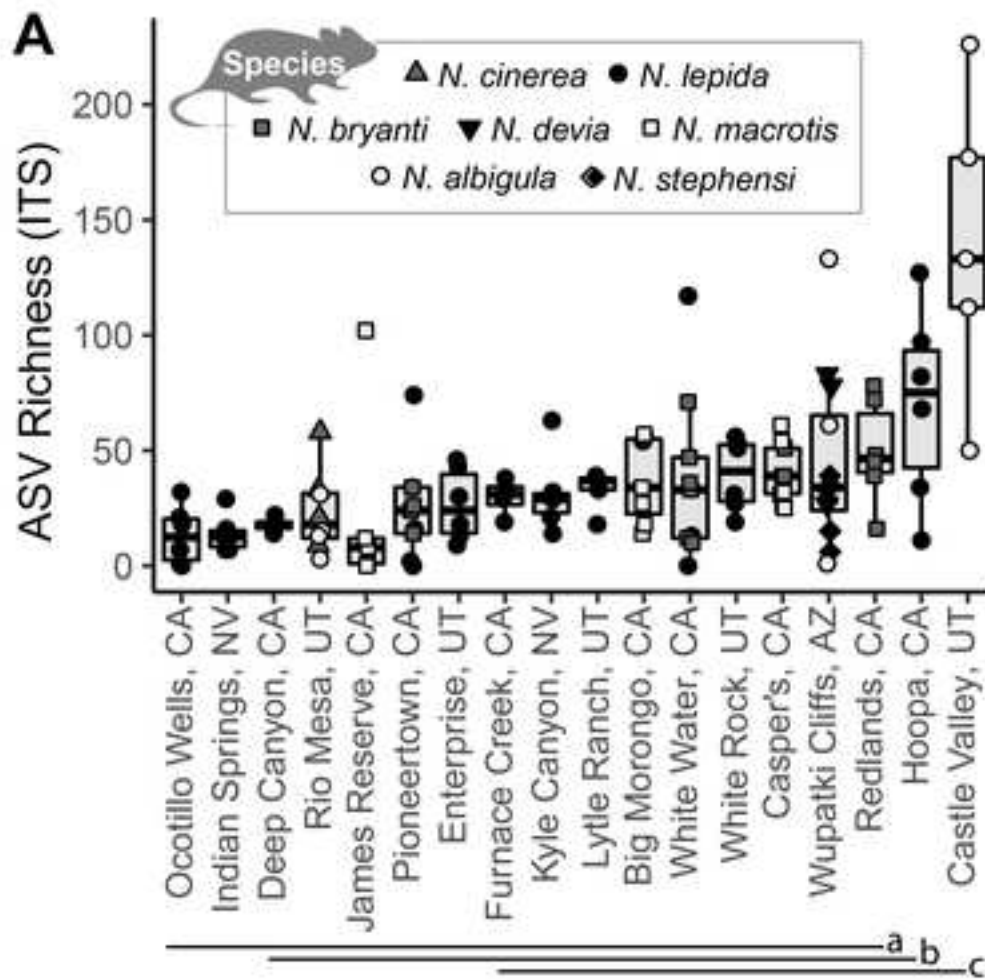 A
Species
N. cinerea N. lepida
N. bryanti N. devia N. macrotis
N. albigula N. stephensi
ASV Richness (ITS)
200
150
100
50
0
Ocotillo Wells, CA
Indian Springs, NV
Deep Canyon, CA
Rio Mesa, UT
James Reserve, CA
Pioneertown, CA
Enterprise, UT
Furnace Creek, CA
Kyle Canyon, NV
Lytle Ranch, UT
Big Morongo, CA
White Water, CA
White Rock, UT
Casper's, CA
Wupatki Cliffs, AZ
Redlands, CA
Hoopa, CA
Castle Valley, UT
a
b
c